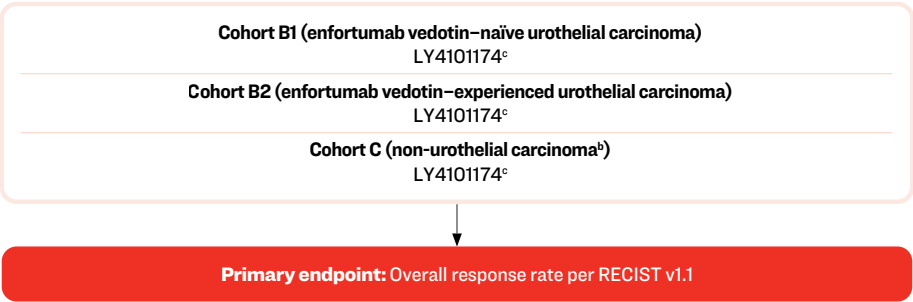 Cohort B1 (enfortumab vedotin–naïve urothelial carcinoma)
LY4101174ᶜ
Cohort B2 (enfortumab vedotin–experienced urothelial carcinoma)
LY4101174ᶜ
Cohort C (non-urothelial carcinomaᵇ)
LY4101174ᶜ
Primary endpoint: Overall response rate per RECIST v1.1